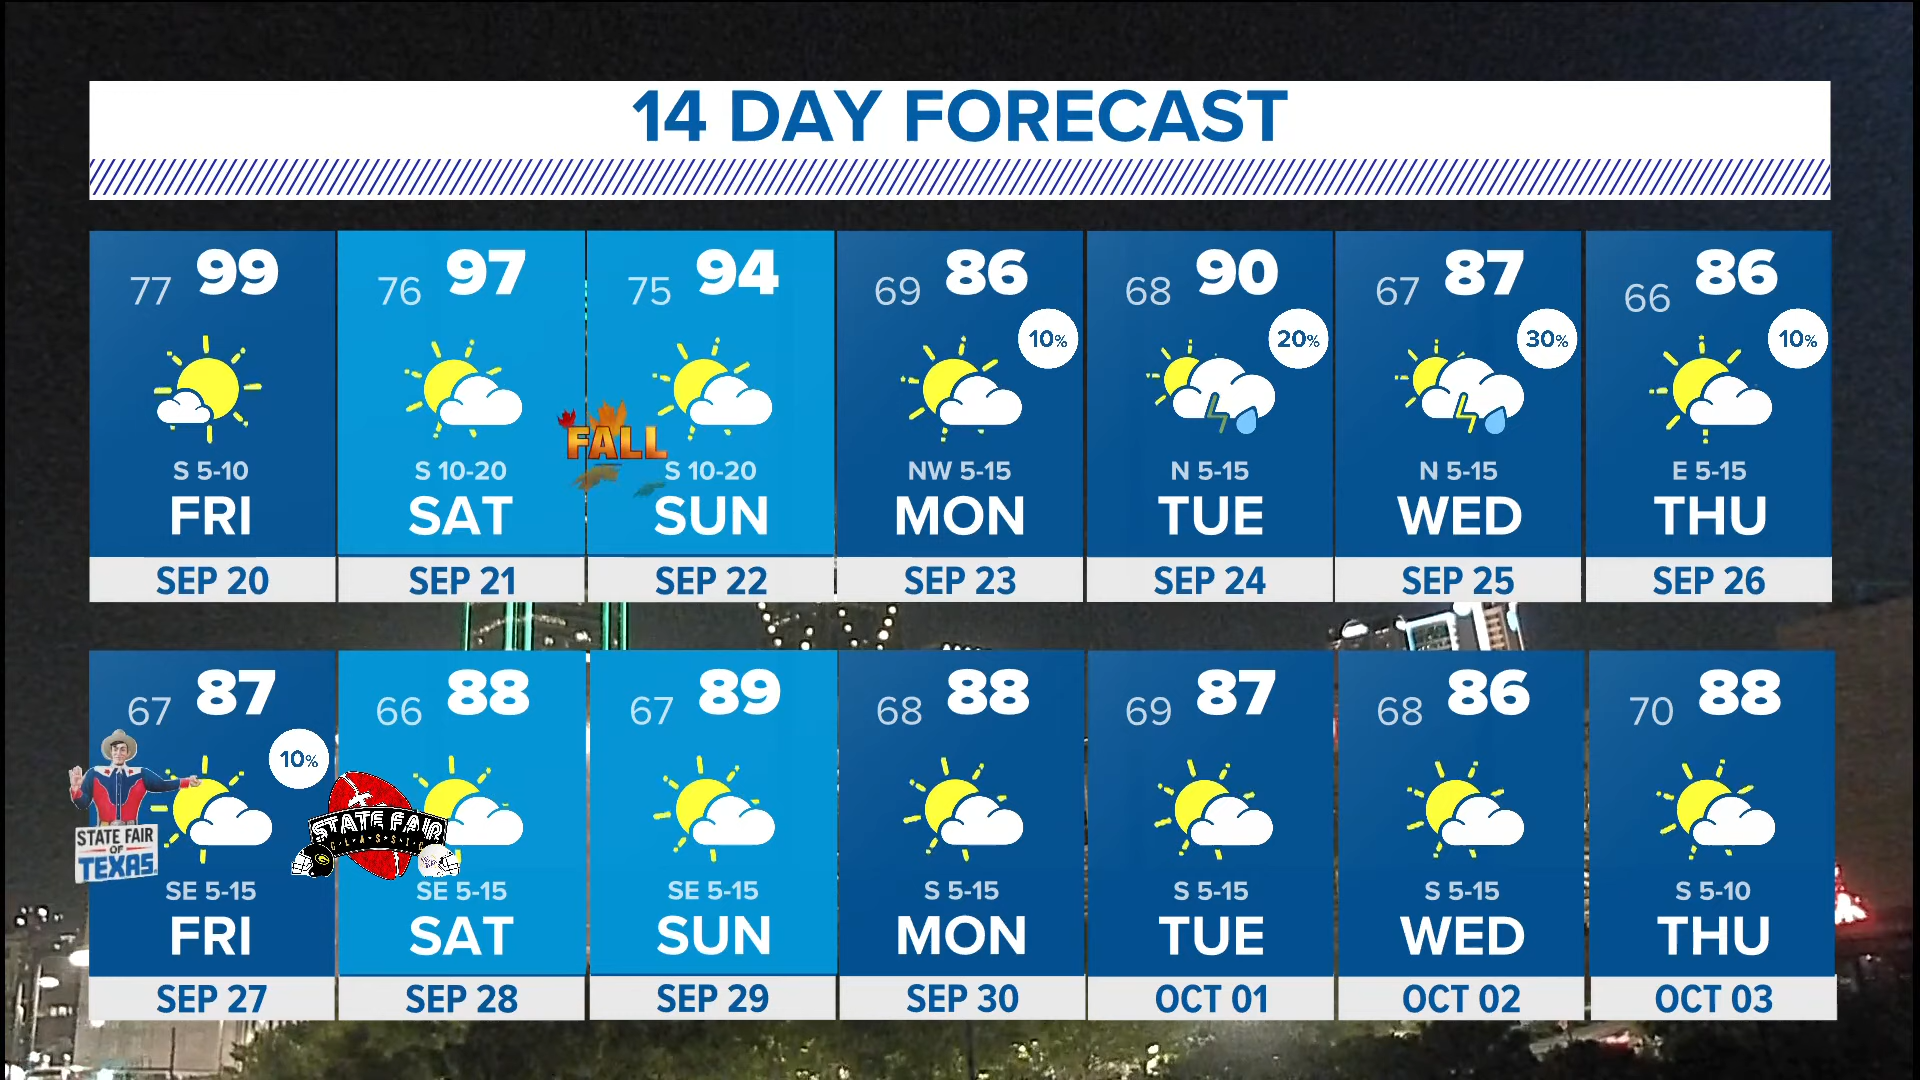 14 DAY FORECAST
77 99
S 5-10
FRI
SEP 20
76 97
S 10-20
SAT
SEP 21
FALL
75 94
S 10-20
SUN
SEP 22
69 86
10%
NW 5-15
MON
SEP 23
68 90
20%
N 5-15
TUE
SEP 24
67 87
30%
N 5-15
WED
SEP 25
66 86
10%
E 5-15
THU
SEP 26
67 87
10%
STATE FAIR
OF
TEXAS
SE 5-15
FRI
SEP 27
66 88
STATE FAIR
CLASSIC
SE 5-15
SAT
SEP 28
67 89
SE 5-15
SUN
SEP 29
68 88
S 5-15
MON
SEP 30
69 87
S 5-15
TUE
OCT 01
68 86
S 5-15
WED
OCT 02
70 88
S 5-10
THU
OCT 03